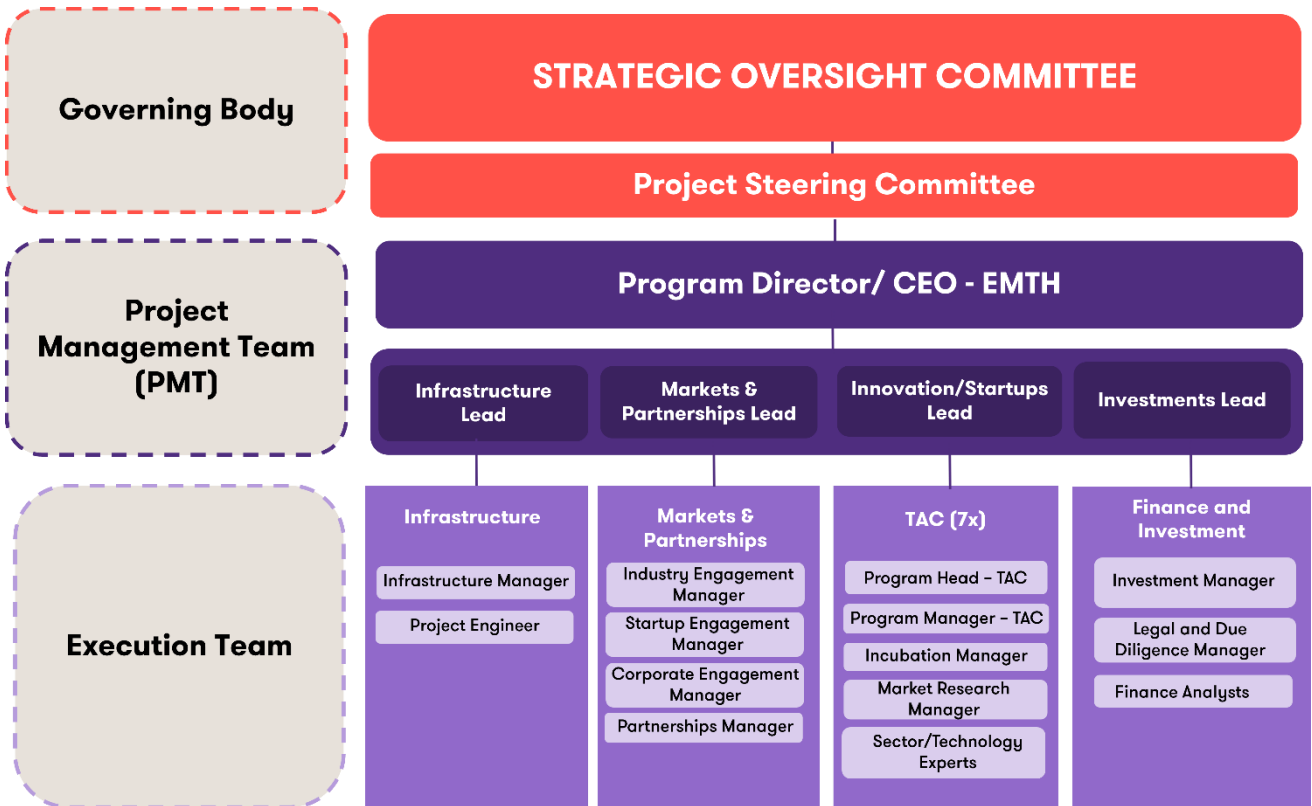 Governing Body
STRATEGIC OVERSIGHT COMMITTEE
Project Steering Committee
Project
Management Team
(PMT)
Program Director/ CEO - EMTH
Infrastructure
Lead
Markets &
Partnerships Lead
Innovation/Startups
Lead
Investments Lead
Execution Team
Infrastructure
Infrastructure Manager
Project Engineer
Markets &
Partnerships
Industry Engagement
Manager
Startup Engagement
Manager
Corporate Engagement
Manager
Partnerships Manager
TAC (7x)
Program Head – TAC
Program Manager – TAC
Incubation Manager
Market Research
Manager
Sector/Technology
Experts
Finance and
Investment
Investment Manager
Legal and Due
Diligence Manager
Finance Analysts